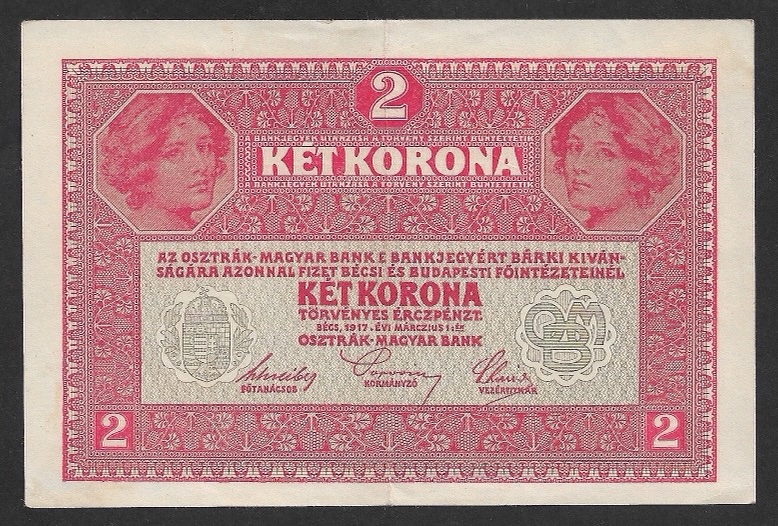 2
BANKJEGYEK UTÁNZÁSA A TÖRVÉNY SZERINT BÜNTETTETIK
KÉT KORONA
A BANKJEGYEK UTÁNZÁSA A TÖRVÉNY SZERINT BÜNTETTETIK
AZ OSZTRÁK-MAGYAR BANK E BANKJEGYÉRT BÁRKI KIVÁN-
SÁGÁRA AZONNAL FIZET BÉCSI ÉS BUDAPESTI FŐINTÉZETEINÉL
KÉT KORONA
TÖRVÉNYES ÉRCZPÉNZT.
BÉCS, 1917. ÉVI MÁRCZIUS 1:ÉN
OSZTRÁK-MAGYAR BANK
FŐTANÁCSOS KORMÁNYZÓ VEZÉRTITKÁR
2 2